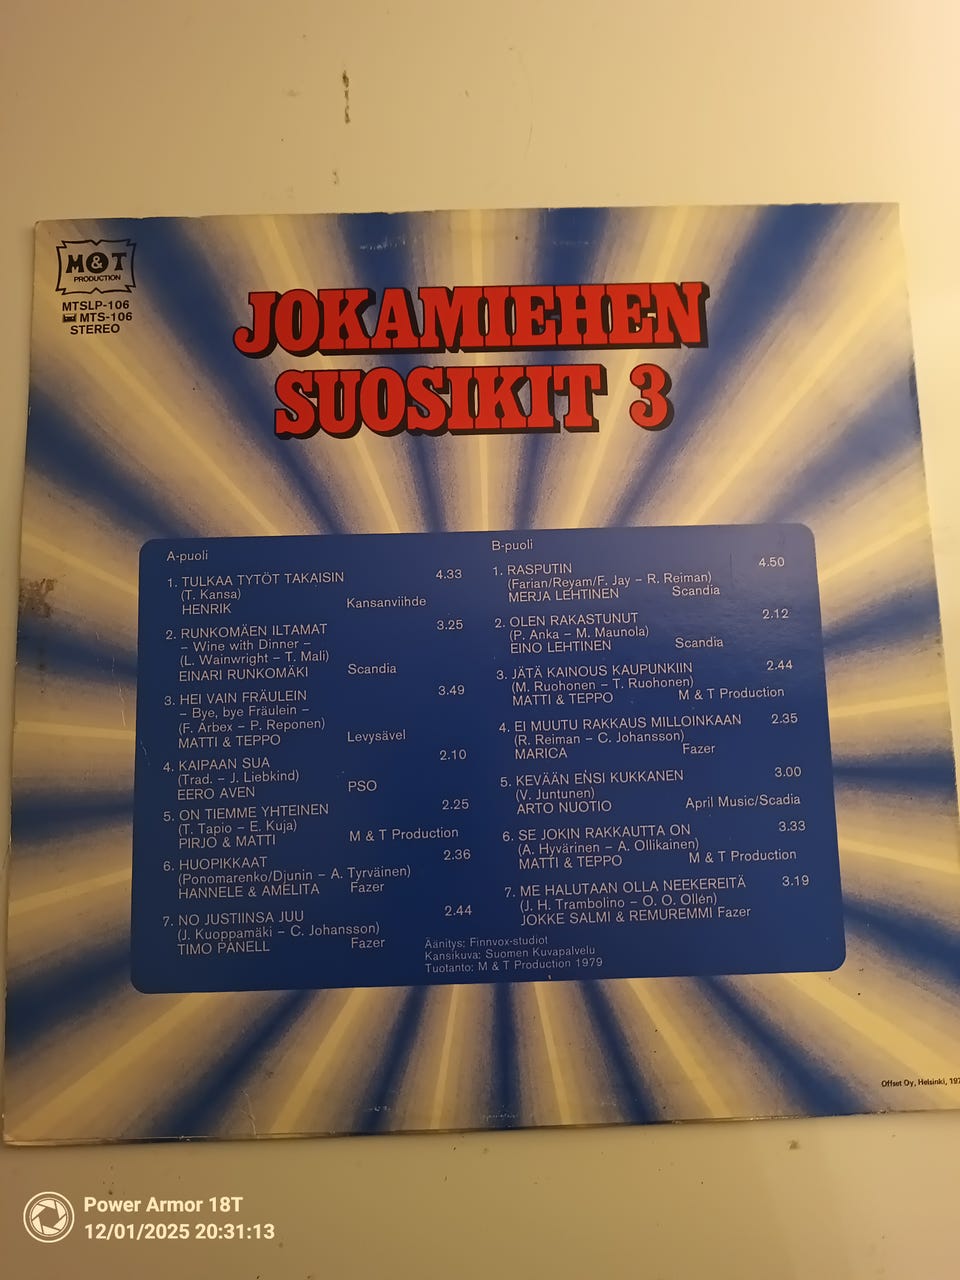 M&T
PRODUCTION
MTSLP-106
MTS-106
STEREO
JOKAMIEHEN
SUOSIKIT 3
A-puoli
1. TULKAA TYTÖT TAKAISIN 4.33
(T. Kansa)
HENRIK Kansanviihde
2. RUNKOMÄEN ILTAMAT 3.25
– Wine with Dinner –
(L. Wainwright – T. Mali)
EINARI RUNKOMÄKI Scandia
3. HEI VAIN FRÄULEIN 3.49
– Bye, bye Fräulein –
(F. Arbex – P. Reponen)
MATTI & TEPPO Levysävel
4. KAIPAAN SUA 2.10
(Trad. – J. Liebkind)
EERO AVEN PSO
5. ON TIEMME YHTEINEN 2.25
(T. Tapio – E. Kuja)
PIRJO & MATTI M & T Production
6. HUOPIKKAAT 2.36
(Ponomarenko/Djunin – A. Tyrväinen)
HANNELE & AMELITA Fazer
7. NO JUSTIINSA JUU 2.44
(J. Kuoppamäki – C. Johansson)
TIMO PANELL Fazer
B-puoli
1. RASPUTIN 4.50
(Farian/Reyam/F. Jay – R. Reiman)
MERJA LEHTINEN Scandia
2. OLEN RAKASTUNUT 2.12
(P. Anka – M. Maunola)
EINO LEHTINEN Scandia
3. JÄTÄ KAINOUS KAUPUNKIIN 2.44
(M. Ruohonen – T. Ruohonen)
MATTI & TEPPO M & T Production
4. EI MUUTU RAKKAUS MILLOINKAAN 2.35
(R. Reiman – C. Johansson)
MARICA Fazer
5. KEVÄÄN ENSI KUKKANEN 3.00
(V. Juntunen)
ARTO NUOTIO April Music/Scadia
6. SE JOKIN RAKKAUTTA ON 3.33
(A. Hyvärinen – A. Ollikainen)
MATTI & TEPPO M & T Production
7. ME HALUTAAN OLLA NEEKEREITÄ 3.19
(J. H. Trambolino – O. O. Ollén)
JOKKE SALMI & REMUREMMI Fazer
Äänitys: Finnvox-studiot
Kansikuva: Suomen Kuvapalvelu
Tuotanto: M & T Production 1979
Offset Oy, Helsinki, 197
Power Armor 18T
12/01/2025 20:31:13